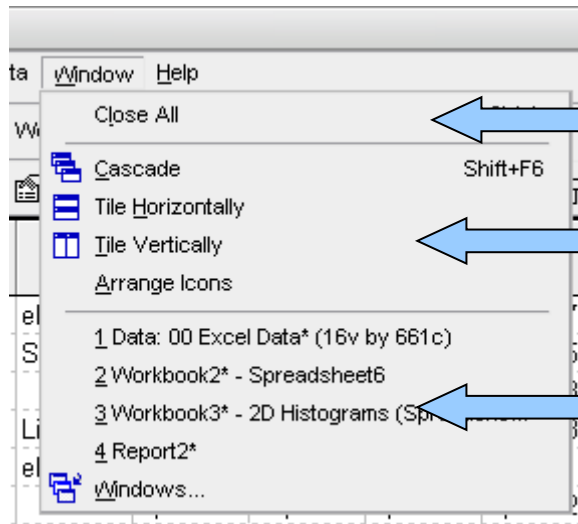 ta Window Help
Close All
Cascade Shift+F6
Tile Horizontally
Tile Vertically
Arrange Icons
1 Data: 00 Excel Data* (16v by 661c)
2 Workbook2* - Spreadsheet6
3 Workbook3* - 2D Histograms
4 Report2*
Windows...